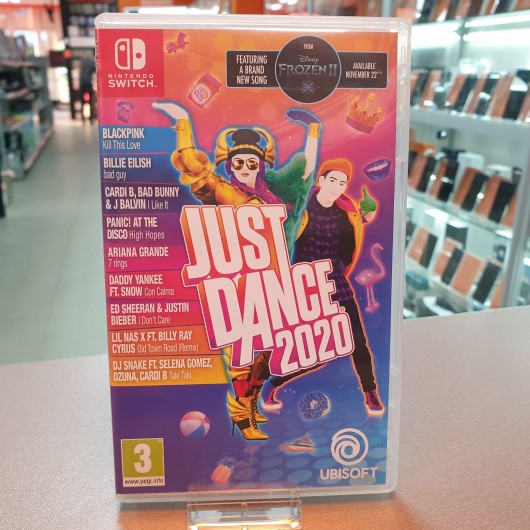 NINTENDO
SWITCH™
FEATURING
A BRAND
NEW SONG
FROM
Disney
FROZEN II
AVAILABLE
NOVEMBER 22ND
BLACKPINK
Kill This Love
BILLIE EILISH
bad guy
CARDI B, BAD BUNNY
& J BALVIN I Like It
PANIC! AT THE
DISCO High Hopes
ARIANA GRANDE
7 rings
DADDY YANKEE
FT. SNOW Con Calma
ED SHEERAN & JUSTIN
BIEBER I Don't Care
LIL NAS X FT. BILLY RAY
CYRUS Old Town Road (Remix)
DJ SNAKE FT. SELENA GOMEZ,
OZUNA, CARDI B Taki Taki
JUST
DANCE
2020
3
www.pegi.info
UBISOFT